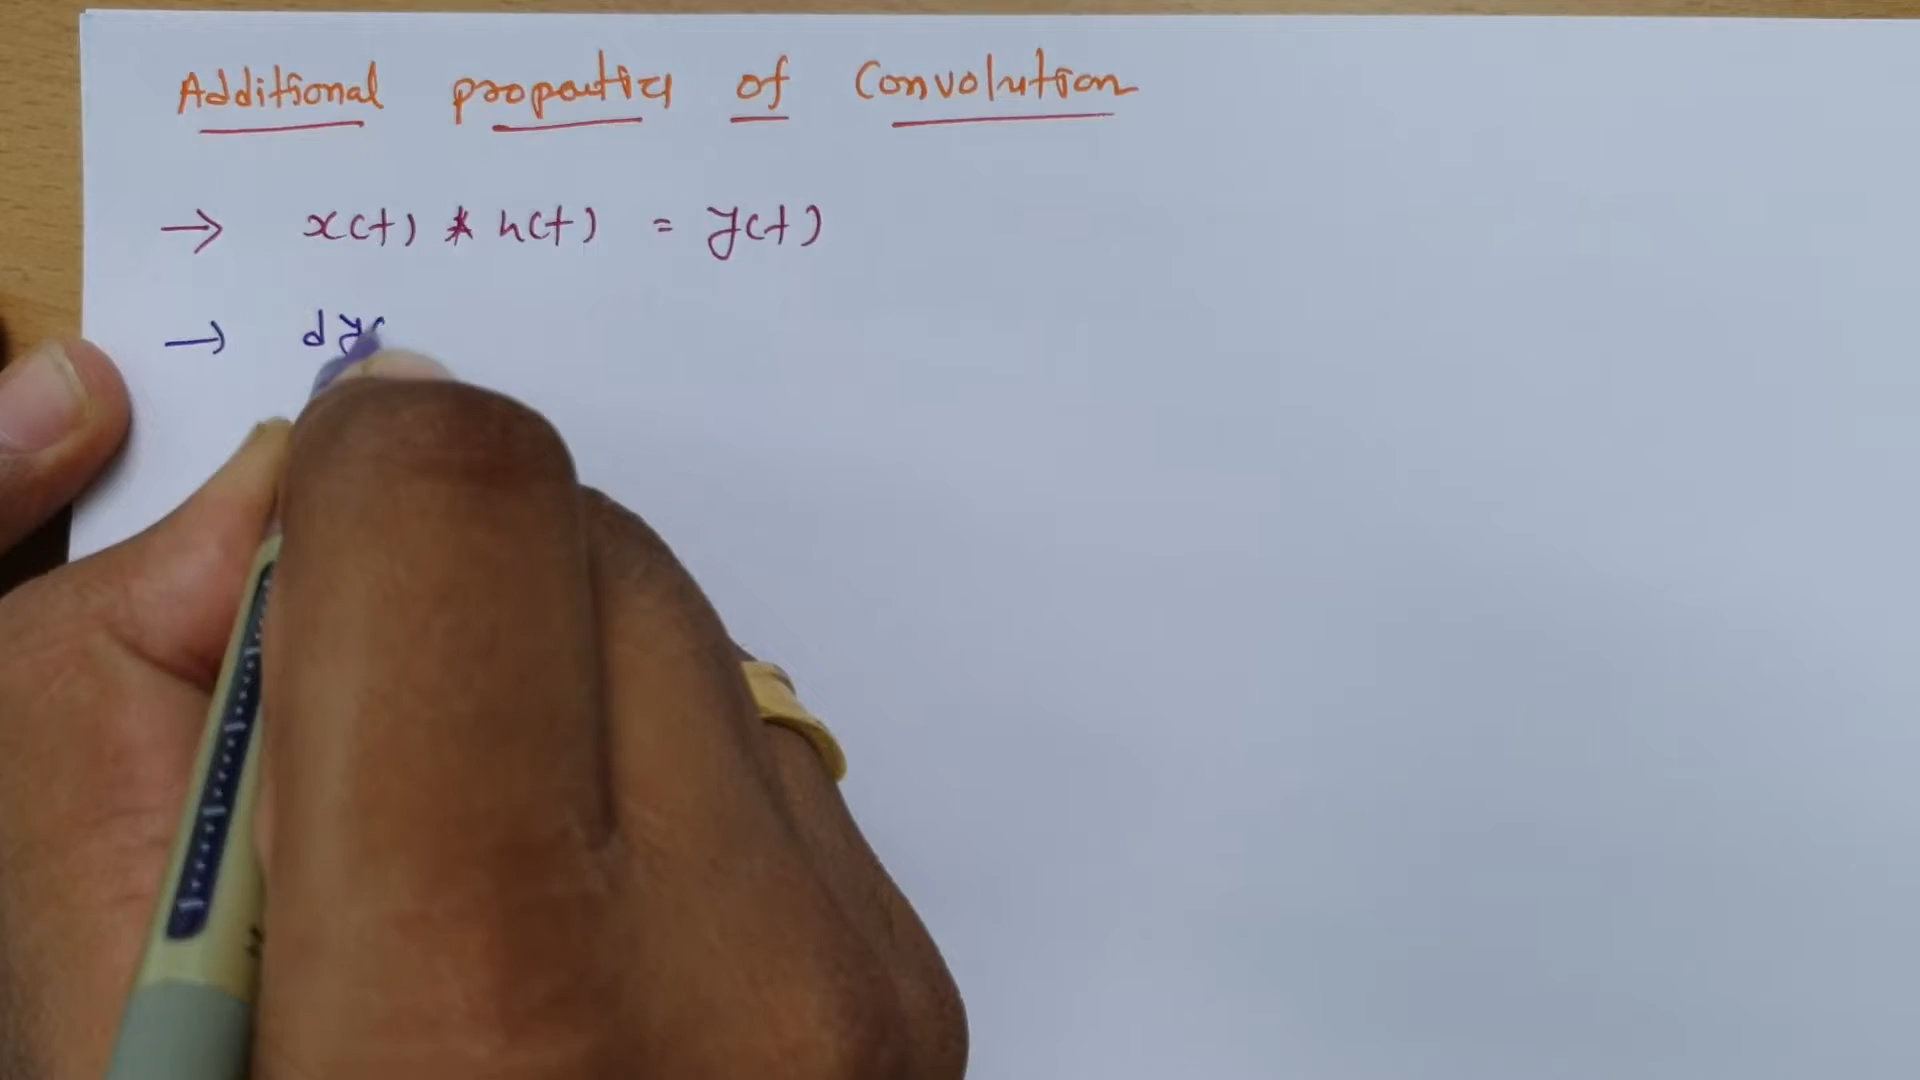 Additional properties of Convolution
→ x(t) * h(t) = y(t)
→ dy(